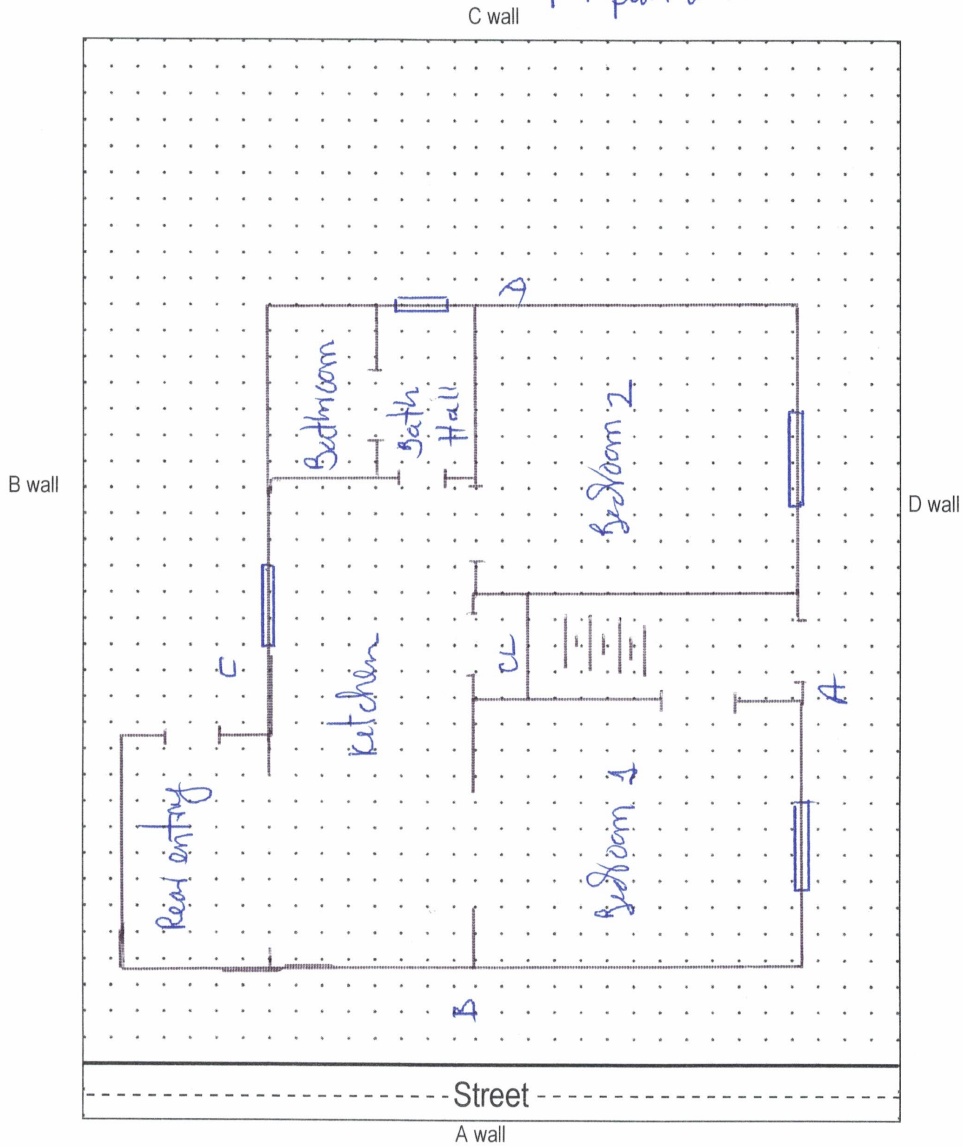 C wall
D
Bathroom
Bath
Hall
Bedroom 2
B wall
D wall
C
Kitchen
CL
A
Rear entry
Bedroom 1
B
Street
A wall